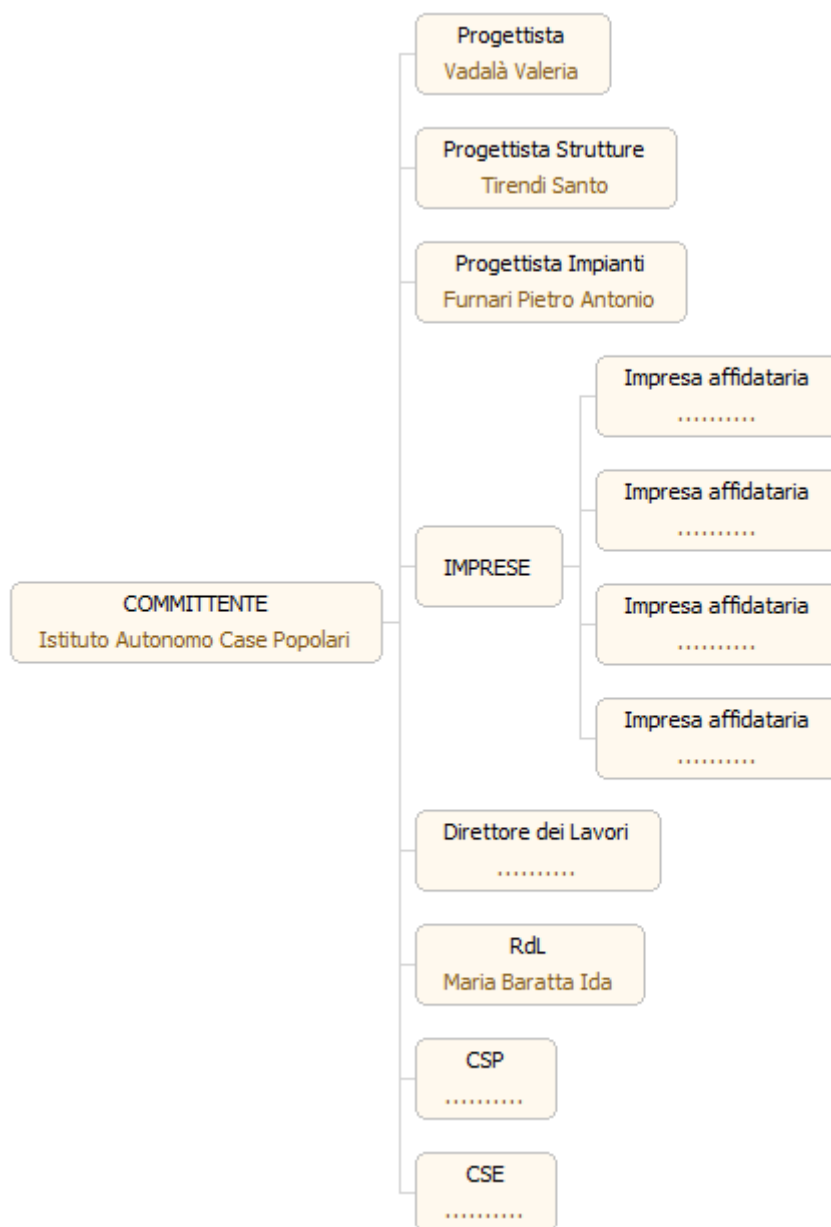 Progettista
Vadalà Valeria
Progettista Strutture
Tirendi Santo
Progettista Impianti
Furnari Pietro Antonio
Impresa affidataria
..........
Impresa affidataria
..........
IMPRESE
COMMITTENTE
Istituto Autonomo Case Popolari
Impresa affidataria
..........
Impresa affidataria
..........
Direttore dei Lavori
..........
RdL
Maria Baratta Ida
CSP
..........
CSE
..........